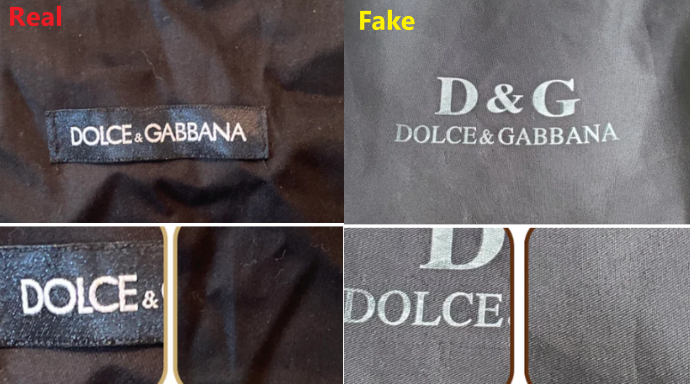 Real
Fake
DOLCE & GABBANA
D & G
DOLCE & GABBANA
DOLCE &
D
DOLCE